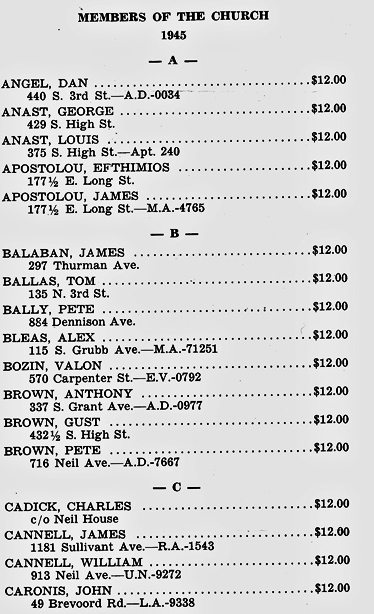 MEMBERS OF THE CHURCH
1945
— A —
ANGEL, DAN ..............................$12.00
440 S. 3rd St.—A.D.-0034
ANAST, GEORGE ..............................$12.00
429 S. High St.
ANAST, LOUIS ..............................$12.00
375 S. High St.—Apt. 240
APOSTOLOU, EFTHIMIOS ..............................$12.00
177½ E. Long St.
APOSTOLOU, JAMES ..............................$12.00
177½ E. Long St.—M.A.-4765
— B —
BALABAN, JAMES ..............................$12.00
297 Thurman Ave.
BALLAS, TOM ..............................$12.00
135 N. 3rd St.
BALLY, PETE ..............................$12.00
884 Dennison Ave.
BLEAS, ALEX ..............................$12.00
115 S. Grubb Ave.—M.A.-71251
BOZIN, VALON ..............................$12.00
570 Carpenter St.—E.V.-0792
BROWN, ANTHONY ..............................$12.00
337 S. Grant Ave.—A.D.-0977
BROWN, GUST ..............................$12.00
432½ S. High St.
BROWN, PETE ..............................$12.00
716 Neil Ave.—A.D.-7667
— C —
CADICK, CHARLES ..............................$12.00
c/o Neil House
CANNELL, JAMES ..............................$12.00
1181 Sullivant Ave.—R.A.-1543
CANNELL, WILLIAM ..............................$12.00
913 Neil Ave.—U.N.-9272
CARONIS, JOHN ..............................$12.00
49 Brevoord Rd.—L.A.-9338